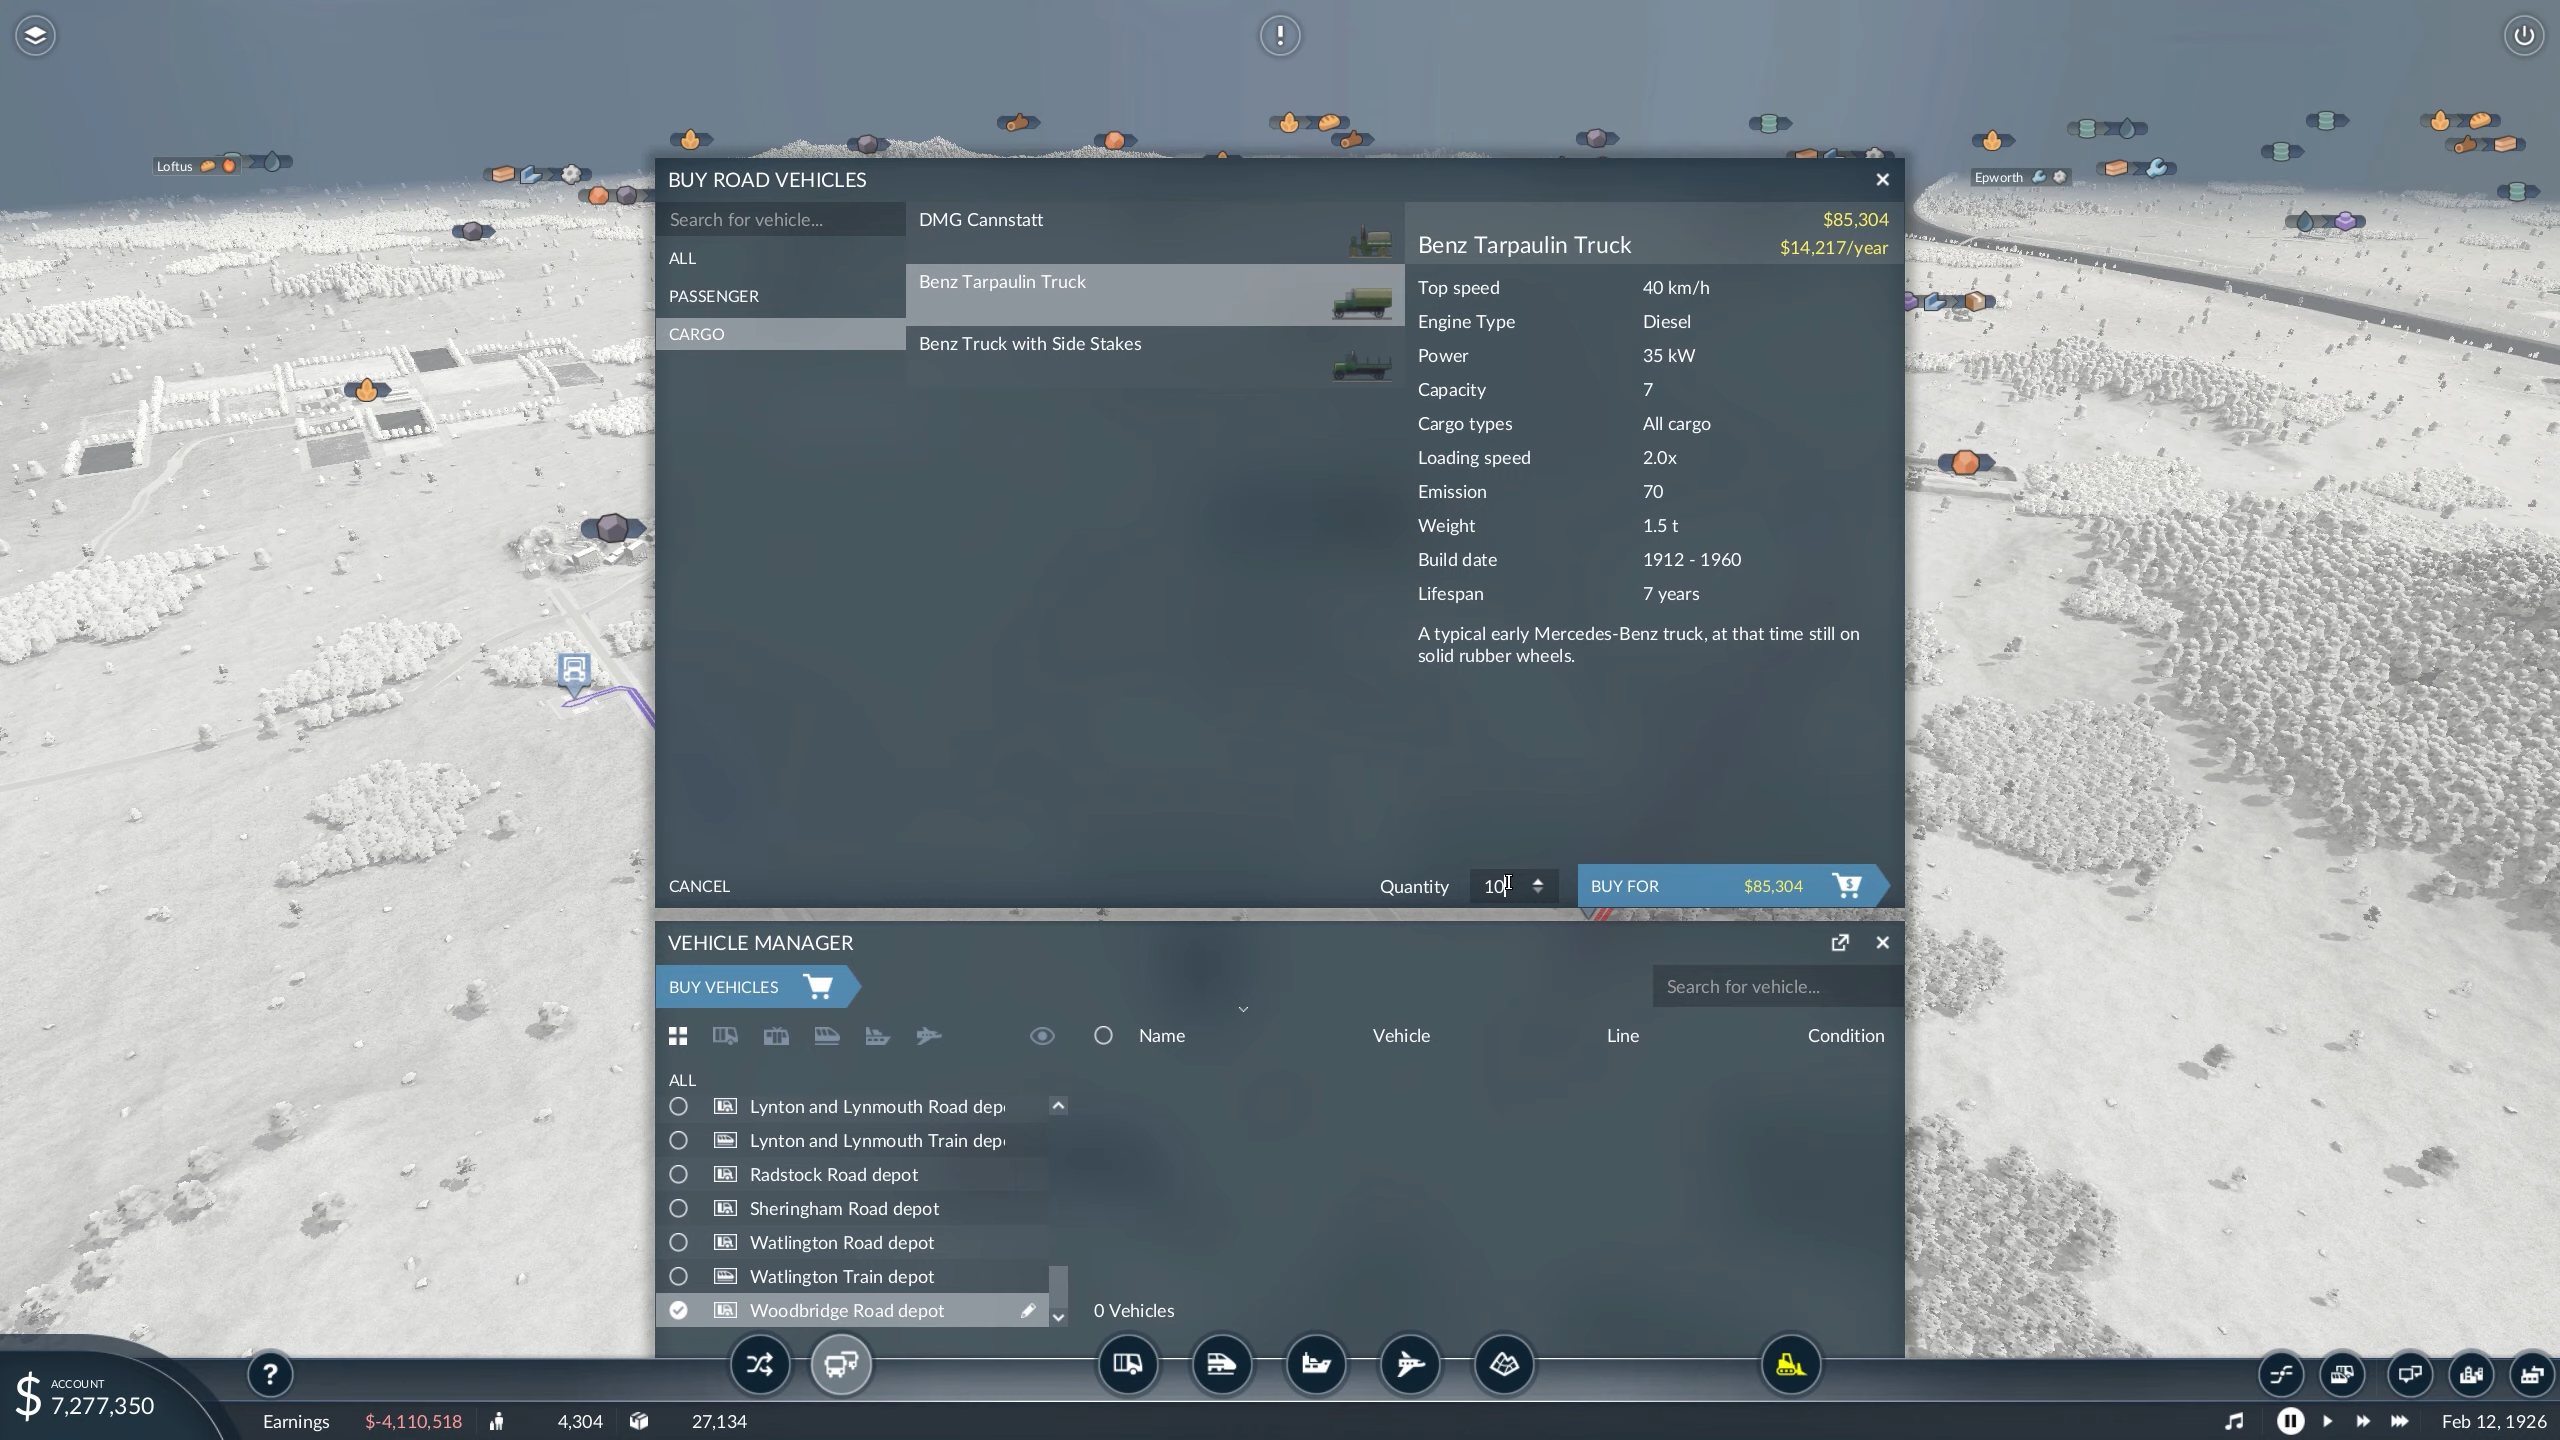 Loftus
Epworth
BUY ROAD VEHICLES
Search for vehicle...
ALL
PASSENGER
CARGO
DMG Cannstatt
Benz Tarpaulin Truck
Benz Truck with Side Stakes
$85,304
Benz Tarpaulin Truck
$14,217/year
Top speed 40 km/h
Engine Type Diesel
Power 35 kW
Capacity 7
Cargo types All cargo
Loading speed 2.0x
Emission 70
Weight 1.5 t
Build date 1912 - 1960
Lifespan 7 years
A typical early Mercedes-Benz truck, at that time still on
solid rubber wheels.
CANCEL
Quantity 10
BUY FOR $85,304
VEHICLE MANAGER
BUY VEHICLES
Search for vehicle...
Name Vehicle Line Condition
ALL
Lynton and Lynmouth Road dep
Lynton and Lynmouth Train dep
Radstock Road depot
Sheringham Road depot
Watlington Road depot
Watlington Train depot
Woodbridge Road depot
0 Vehicles
$ ACCOUNT
7,277,350
?
Earnings $-4,110,518 4,304 27,134
Feb 12, 1926